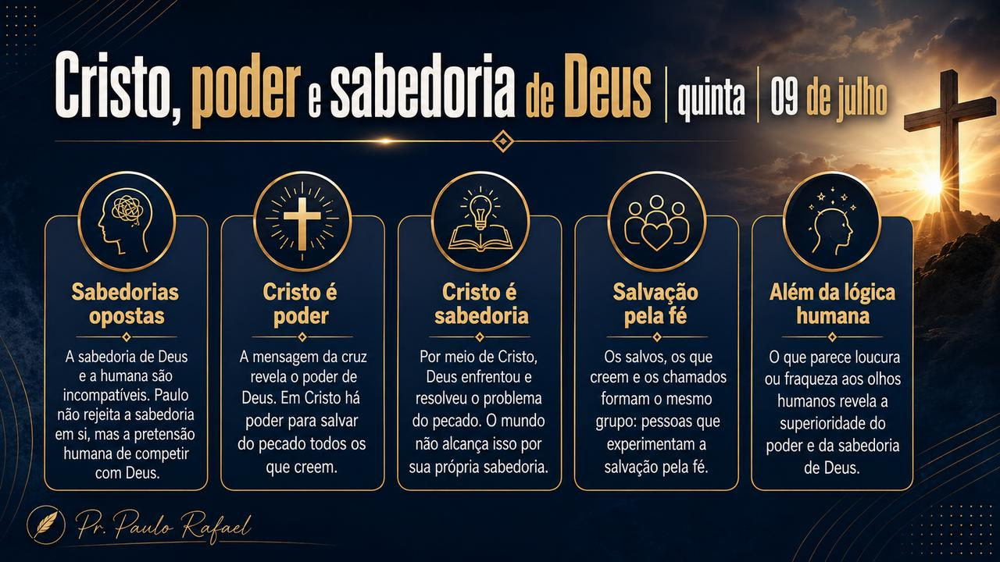 Cristo, poder e sabedoria de Deus | quinta | 09 de julho
Sabedorias
opostas
A sabedoria de Deus
e a humana são
incompatíveis. Paulo
não rejeita a sabedoria
em si, mas a pretensão
humana de competir
com Deus.
Cristo é
poder
A mensagem da cruz
revela o poder de
Deus. Em Cristo há
poder para salvar
do pecado todos os
que creem.
Cristo é
sabedoria
Por meio de Cristo,
Deus enfrentou e
resolveu o problema
do pecado. O mundo
não alcança isso por
sua própria sabedoria.
Salvação
pela fé
Os salvos, os que
creem e os chamados
formam o mesmo
grupo: pessoas que
experimentam a
salvação pela fé.
Além da lógica
humana
O que parece loucura
ou fraqueza aos olhos
humanos revela a
superioridade do
poder e da sabedoria
de Deus.
Pr. Paulo Rafael